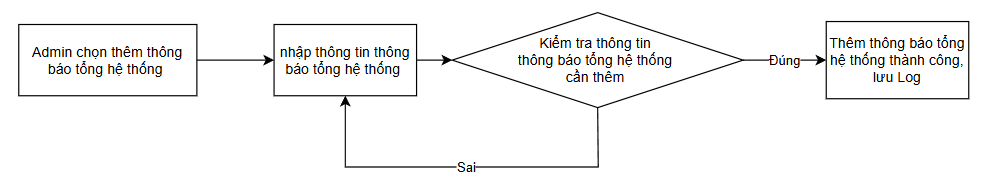 Admin chọn thêm thông
báo tổng hệ thống
nhập thông tin thông
báo tổng hệ thống
Kiểm tra thông tin
thông báo tổng hệ thống
cần thêm
Đúng
Thêm thông báo tổng
hệ thống thành công,
lưu Log
Sai